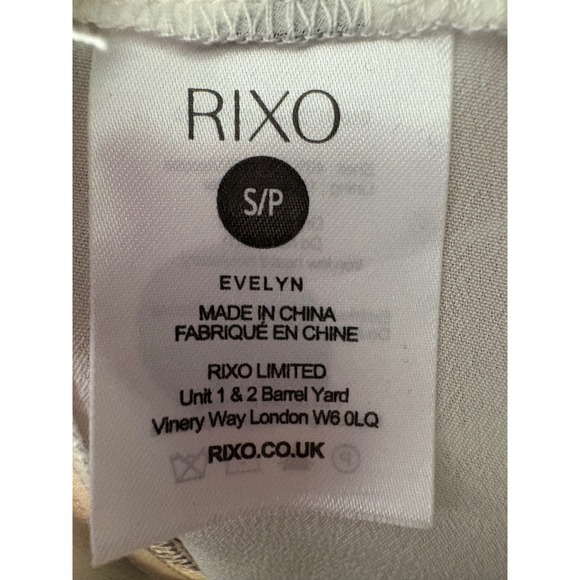 RIXO
S/P
EVELYN
MADE IN CHINA
FABRIQUÉ EN CHINE
RIXO LIMITED
Unit 1 & 2 Barrel Yard
Vinery Way London W6 0LQ
RIXO.CO.UK